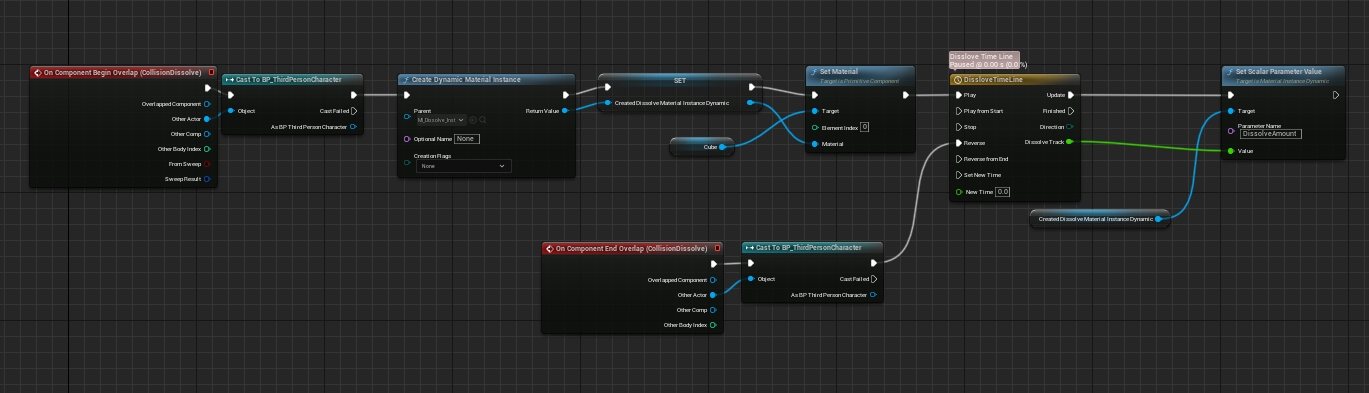 On Component Begin Overlap (CollisionDissolve)
Overlapped Component
Other Actor
Other Comp
Other Body Index
From Sweep
Sweep Result
Cast To BP_ThirdPersonCharacter
Object
Cast Failed
As BP Third Person Character
Create Dynamic Material Instance
Parent
MI_Dissolve_Inst
Return Value
Optional Name
None
Creation Flags
None
SET
Created Dissolve Material Instance Dynamic
Cube
Set Material
Target is Primitive Component
Target
Element Index
0
Material
Disslove Time Line
Paused @ 0.00 s (0.0 %)
DissloveTimeLine
Play
Update
Play from Start
Finished
Stop
Direction
Reverse
Dissolve Track
Reverse from End
Set New Time
New Time
0.0
Set Scalar Parameter Value
Target is Material Instance Dynamic
Target
Parameter Name
DissolveAmount
Value
Created Dissolve Material Instance Dynamic
On Component End Overlap (CollisionDissolve)
Overlapped Component
Other Actor
Other Comp
Other Body Index
Cast To BP_ThirdPersonCharacter
Object
Cast Failed
As BP Third Person Character